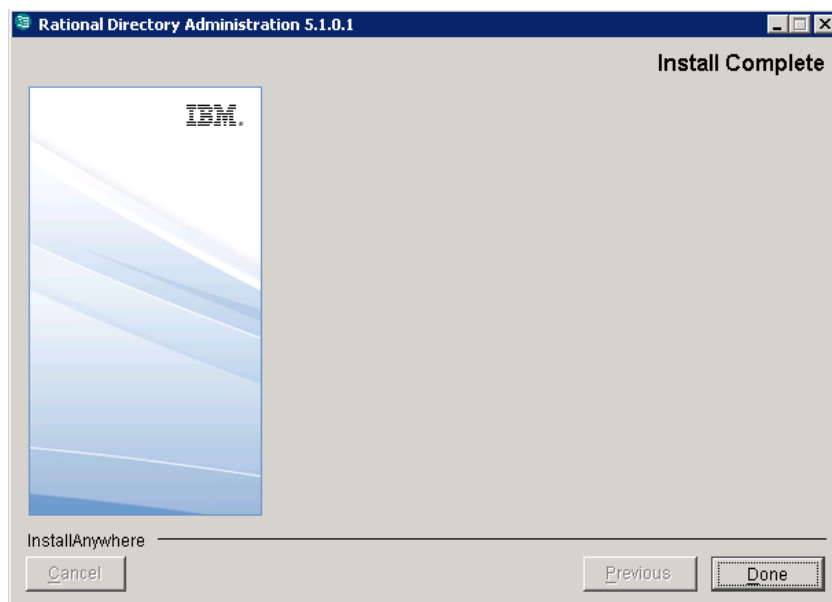 Rational Directory Administration 5.1.0.1
Install Complete
IBM.
InstallAnywhere
Cancel
Previous
Done